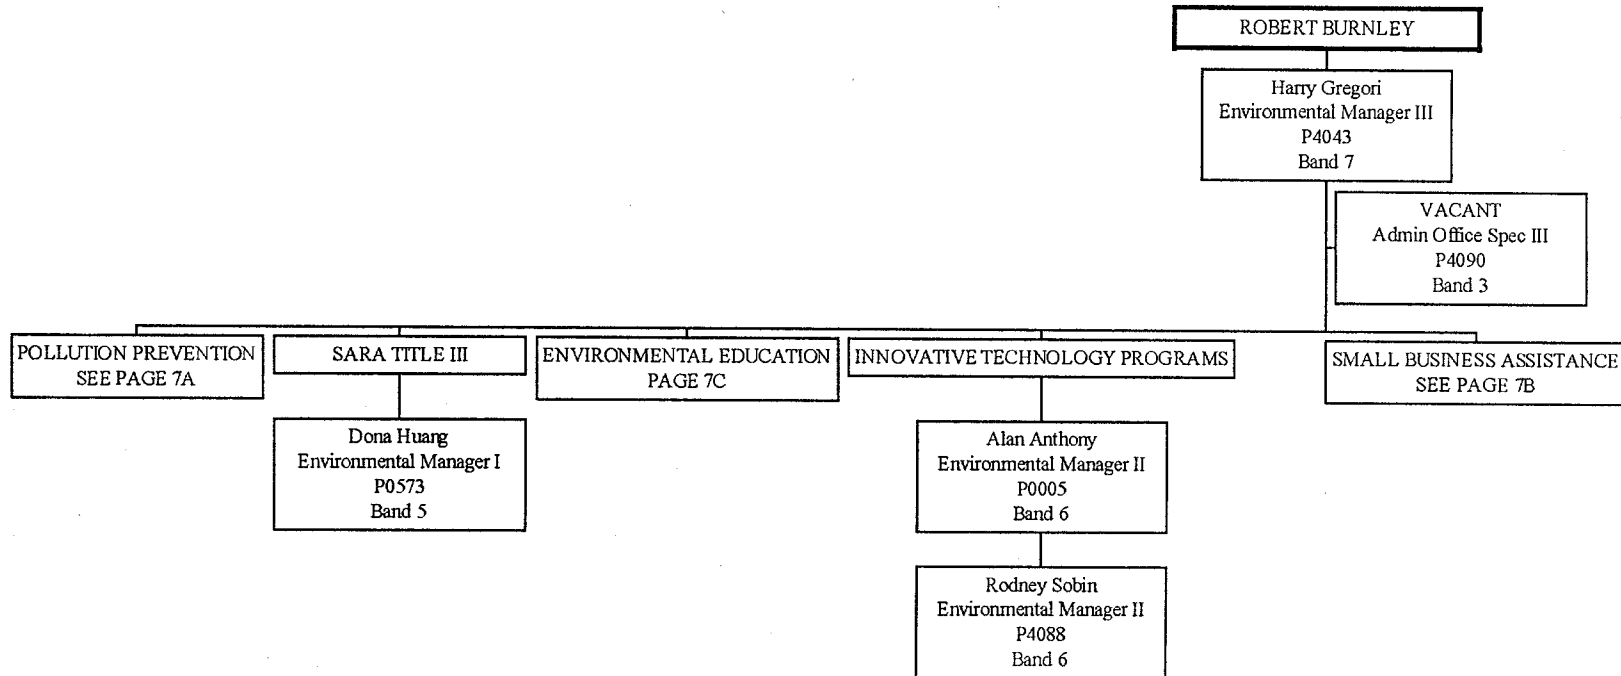 ROBERT BURNLEY
Harry Gregori
Environmental Manager III
P4043
Band 7
VACANT
Admin Office Spec III
P4090
Band 3
POLLUTION PREVENTION
SEE PAGE 7A
SARA TITLE III
ENVIRONMENTAL EDUCATION
PAGE 7C
INNOVATIVE TECHNOLOGY PROGRAMS
SMALL BUSINESS ASSISTANCE
SEE PAGE 7B
Dona Huang
Environmental Manager I
P0573
Band 5
Alan Anthony
Environmental Manager II
P0005
Band 6
Rodney Sobin
Environmental Manager II
P4088
Band 6